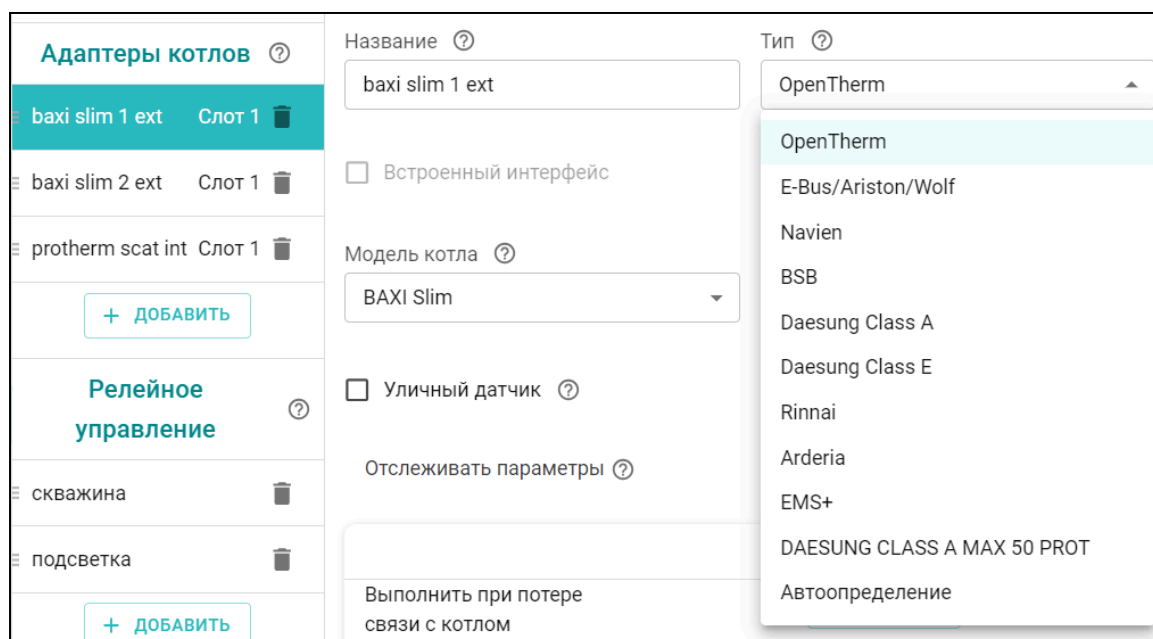 Адаптеры котлов
baxi slim 1 ext Слот 1
baxi slim 2 ext Слот 1
protherm scat int Слот 1
+ ДОБАВИТЬ
Релейное
управление
скважина
подсветка
+ ДОБАВИТЬ
Название
baxi slim 1 ext
Встроенный интерфейс
Модель котла
BAXI Slim
Уличный датчик
Отслеживать параметры
Выполнить при потере
связи с котлом
Тип
OpenTherm
OpenTherm
E-Bus/Ariston/Wolf
Navien
BSB
Daesung Class A
Daesung Class E
Rinnai
Arderia
EMS+
DAESUNG CLASS A MAX 50 PROT
Автоопределение